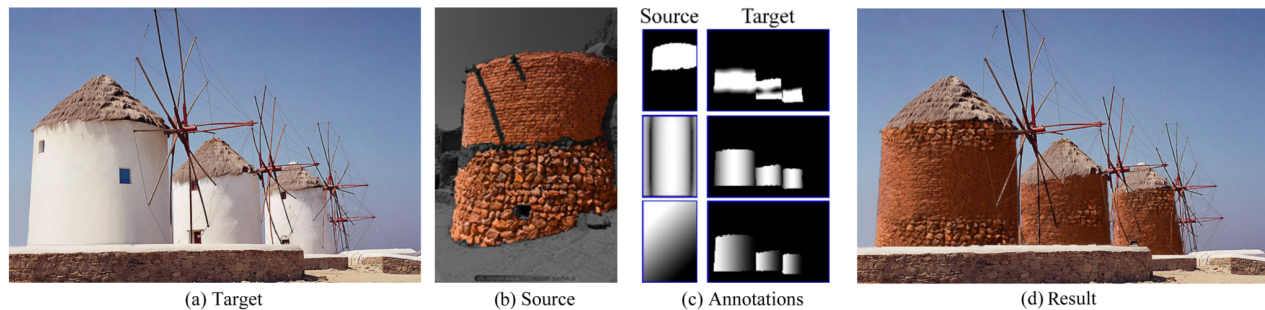 Source Target
(a) Target
(b) Source
(c) Annotations
(d) Result